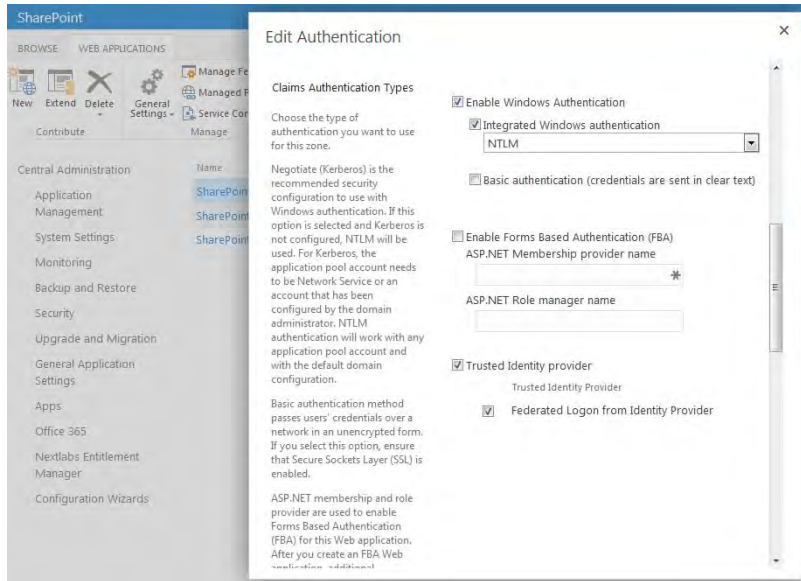 SharePoint
BROWSE WEB APPLICATIONS
New Extend Delete General Settings
Manage Fe
Managed P
Service Con
Contribute Manage
Central Administration
Application
Management
System Settings
Monitoring
Backup and Restore
Security
Upgrade and Migration
General Application
Settings
Apps
Office 365
Nextlabs Entitlement
Manager
Configuration Wizards
Name
SharePoin
SharePoint
SharePoint
Edit Authentication
Claims Authentication Types
Choose the type of
authentication you want to use
for this zone.
Negotiate (Kerberos) is the
recommended security
configuration to use with
Windows authentication. If this
option is selected and Kerberos is
not configured, NTLM will be
used. For Kerberos, the
application pool account needs
to be Network Service or an
account that has been
configured by the domain
administrator. NTLM
authentication will work with any
application pool account and
with the default domain
configuration.
Basic authentication method
passes users' credentials over a
network in an unencrypted form.
If you select this option, ensure
that Secure Sockets Layer (SSL) is
enabled.
ASP.NET membership and role
provider are used to enable
Forms Based Authentication
(FBA) for this Web application.
After you create an FBA Web
application, additional
Enable Windows Authentication
Integrated Windows authentication
NTLM
Basic authentication (credentials are sent in clear text)
Enable Forms Based Authentication (FBA)
ASP.NET Membership provider name
ASP.NET Role manager name
Trusted Identity provider
Trusted Identity Provider
Federated Logon from Identity Provider